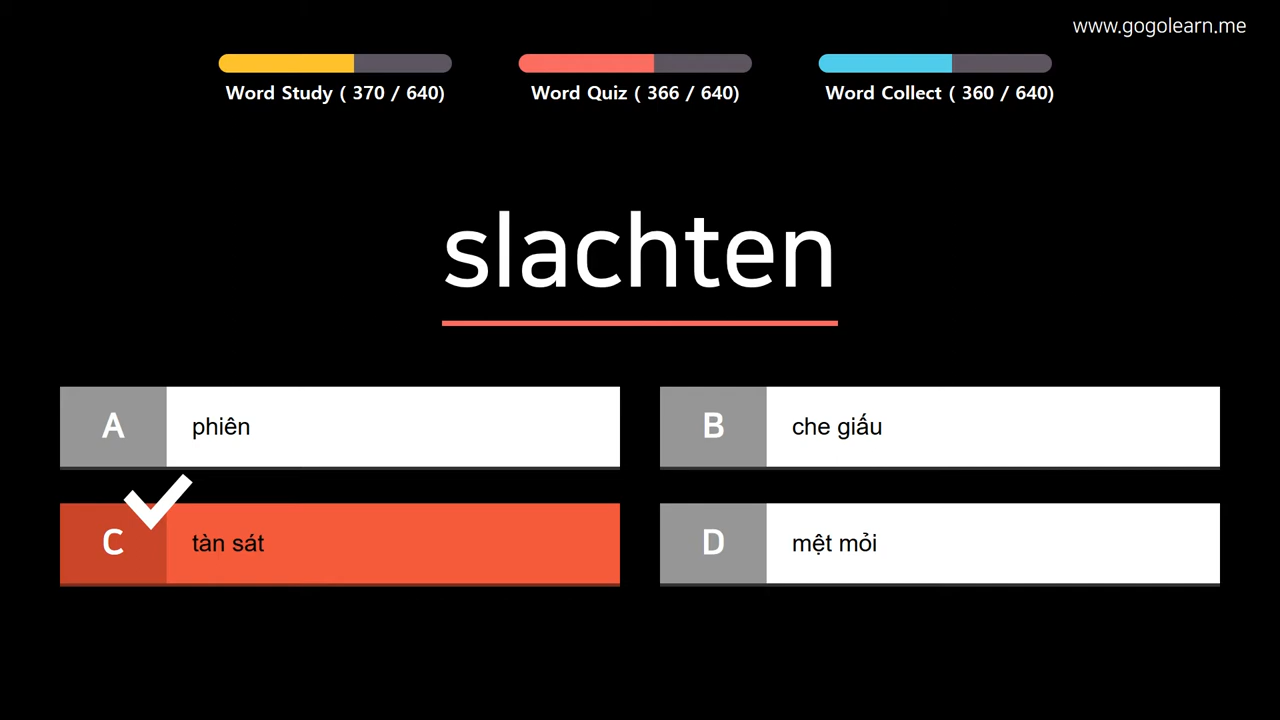 www.gogolearn.me
Word Study ( 370 / 640)
Word Quiz ( 366 / 640)
Word Collect ( 360 / 640)
slachten
A phiên
B che giấu
C tàn sát
D mệt mỏi